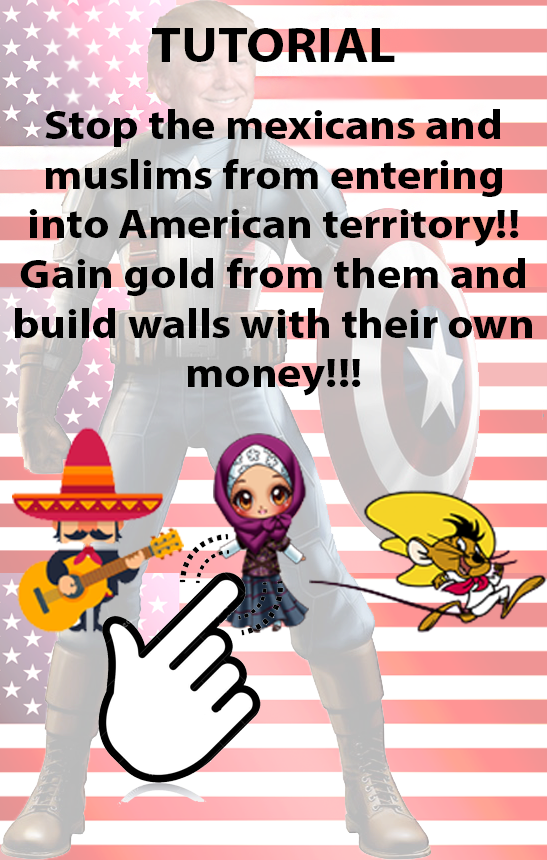 TUTORIAL
Stop the mexicans and
muslims from entering
into American territory!!
Gain gold from them and
build walls with their own
money!!!